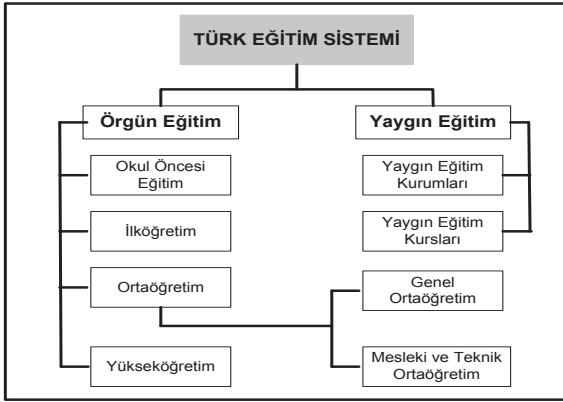 TÜRK EĞİTİM SİSTEMİ
Örgün Eğitim
Yaygın Eğitim
Okul Öncesi
Eğitim
Yaygın Eğitim
Kurumları
İlköğretim
Yaygın Eğitim
Kursları
Ortaöğretim
Genel
Ortaöğretim
Yükseköğretim
Mesleki ve Teknik
Ortaöğretim